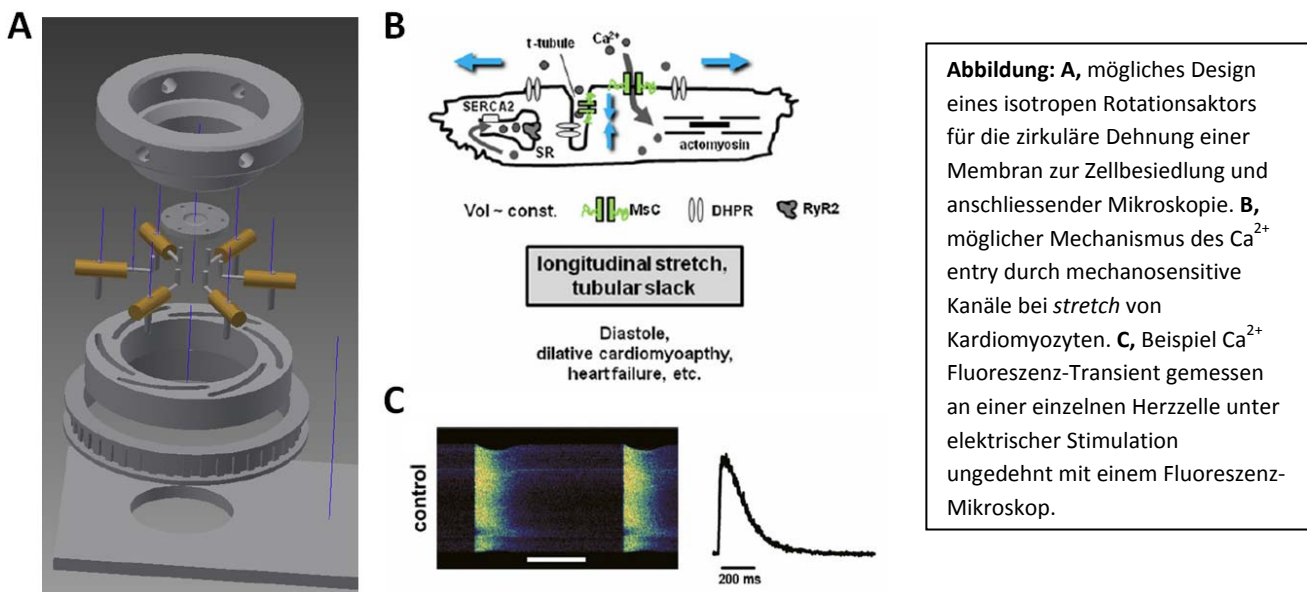 A
B
Ca²⁺
t-tubule
SERCA2
SR
actomyosin
Vol ~ const.
MsC
DHPR
RyR2
longitudinal stretch,
tubular slack
Diastole,
dilative cardiomyoapthy,
heart failure, etc.
C
control
200 ms
Abbildung: A, mögliches Design
eines isotropen Rotationsaktors
für die zirkuläre Dehnung einer
Membran zur Zellbesiedlung und
anschliessender Mikroskopie. B,
möglicher Mechanismus des Ca²⁺
entry durch mechanosensitive
Kanäle bei stretch von
Kardiomyozyten. C, Beispiel Ca²⁺
Fluoreszenz-Transient gemessen
an einer einzelnen Herzzelle unter
elektrischer Stimulation
ungedehnt mit einem Fluoreszenz-
Mikroskop.